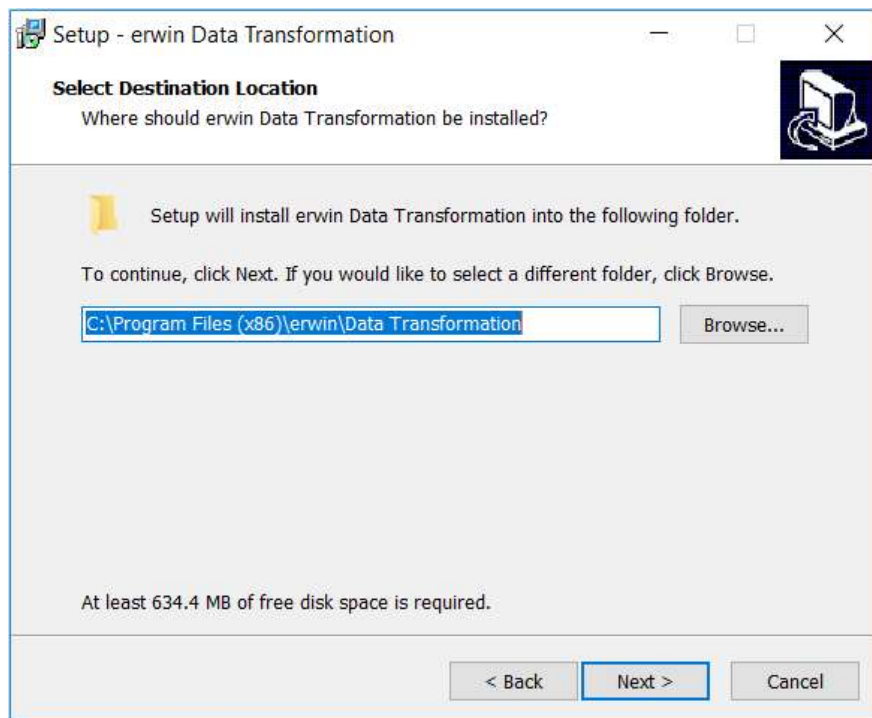 Setup - erwin Data Transformation
Select Destination Location
Where should erwin Data Transformation be installed?
Setup will install erwin Data Transformation into the following folder.
To continue, click Next. If you would like to select a different folder, click Browse.
C:\Program Files (x86)\erwin\Data Transformation
Browse...
At least 634.4 MB of free disk space is required.
< Back
Next >
Cancel